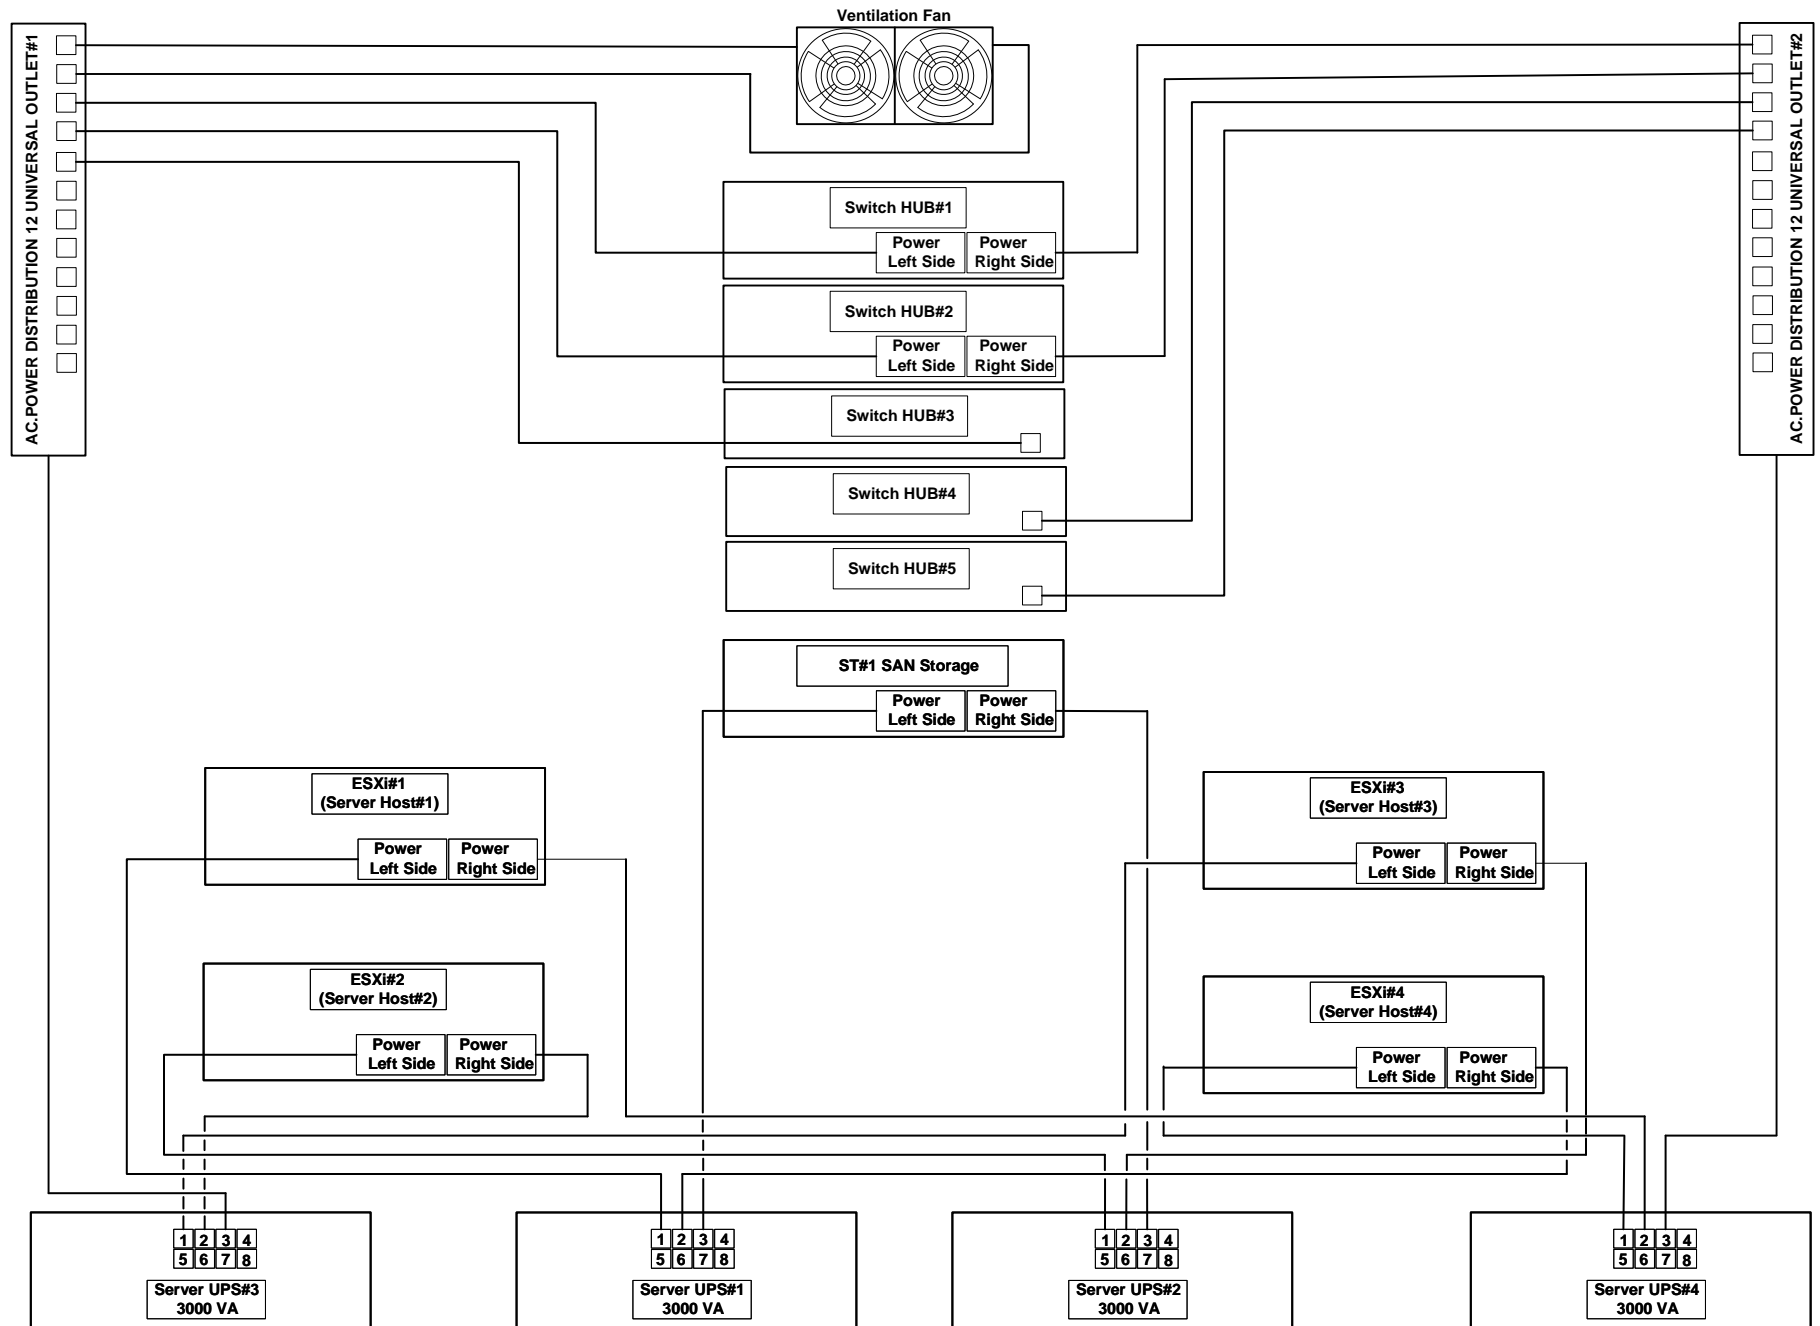 Ventilation Fan
AC.POWER DISTRIBUTION 12 UNIVERSAL OUTLET#1
AC.POWER DISTRIBUTION 12 UNIVERSAL OUTLET#2
Switch HUB#1
Power
Left Side
Power
Right Side
Switch HUB#2
Power
Left Side
Power
Right Side
Switch HUB#3
Switch HUB#4
Switch HUB#5
ST#1 SAN Storage
Power
Left Side
Power
Right Side
ESXi#1
(Server Host#1)
Power
Left Side
Power
Right Side
ESXi#3
(Server Host#3)
Power
Left Side
Power
Right Side
ESXi#2
(Server Host#2)
Power
Left Side
Power
Right Side
ESXi#4
(Server Host#4)
Power
Left Side
Power
Right Side
1 2 3 4
5 6 7 8
Server UPS#3
3000 VA
1 2 3 4
5 6 7 8
Server UPS#1
3000 VA
1 2 3 4
5 6 7 8
Server UPS#2
3000 VA
1 2 3 4
5 6 7 8
Server UPS#4
3000 VA